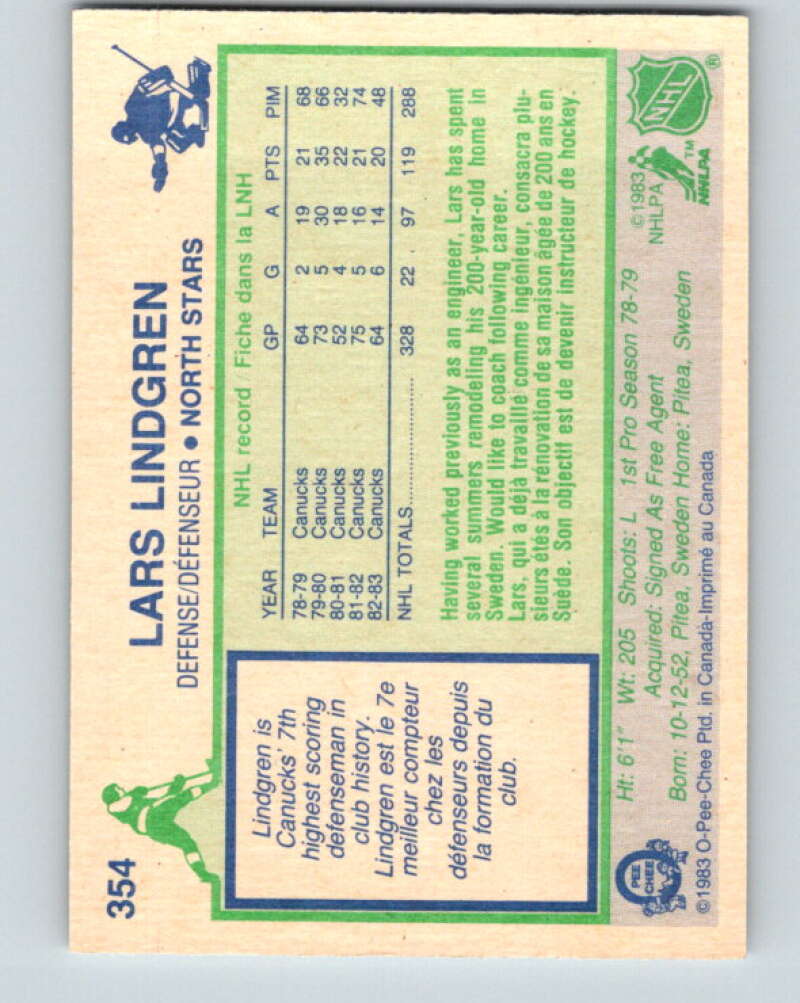 354
LARS LINDGREN
DEFENSE/DÉFENSEUR • NORTH STARS
Lindgren is
Canucks' 7th
highest scoring
defenseman in
club history.
Lindgren est le 7e
meilleur compteur
chez les
défenseurs depuis
la formation du
club.
NHL record / Fiche dans la LNH
YEAR TEAM GP G A PTS PIM
78-79 Canucks 64 2 19 21 68
79-80 Canucks 73 5 30 35 66
80-81 Canucks 52 4 18 22 32
81-82 Canucks 75 5 16 21 74
82-83 Canucks 64 6 14 20 48
NHL TOTALS.................... 328 22 97 119 288
Having worked previously as an engineer, Lars has spent
several summers remodeling his 200-year-old home in
Sweden. Would like to coach following career.
Lars, qui a déjà travaillé comme ingénieur, consacra plu-
sieurs étés à la rénovation de sa maison âgée de 200 ans en
Suède. Son objectif est de devenir instructeur de hockey.
Ht: 6'1" Wt: 205 Shoots: L 1st Pro Season 78-79
Acquired: Signed As Free Agent
Born: 10-12-52, Pitea, Sweden Home: Pitea, Sweden
©1983 O-Pee-Chee Ptd. in Canada-Imprimé au Canada
O
PEE
CHEE
©1983
NHLPA
TM
NHLPA
NHL
®